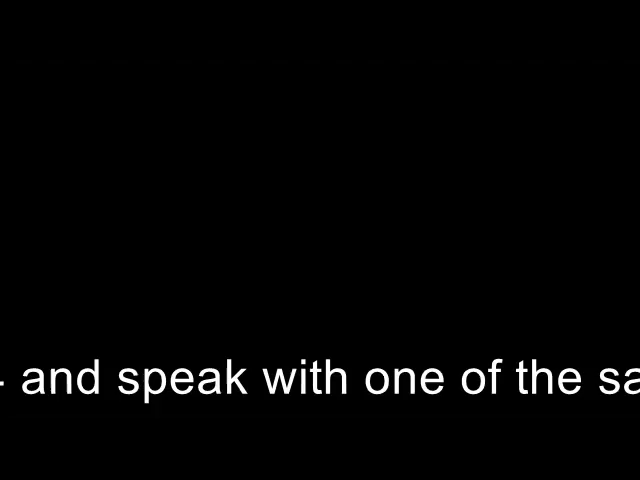 and speak with one of the